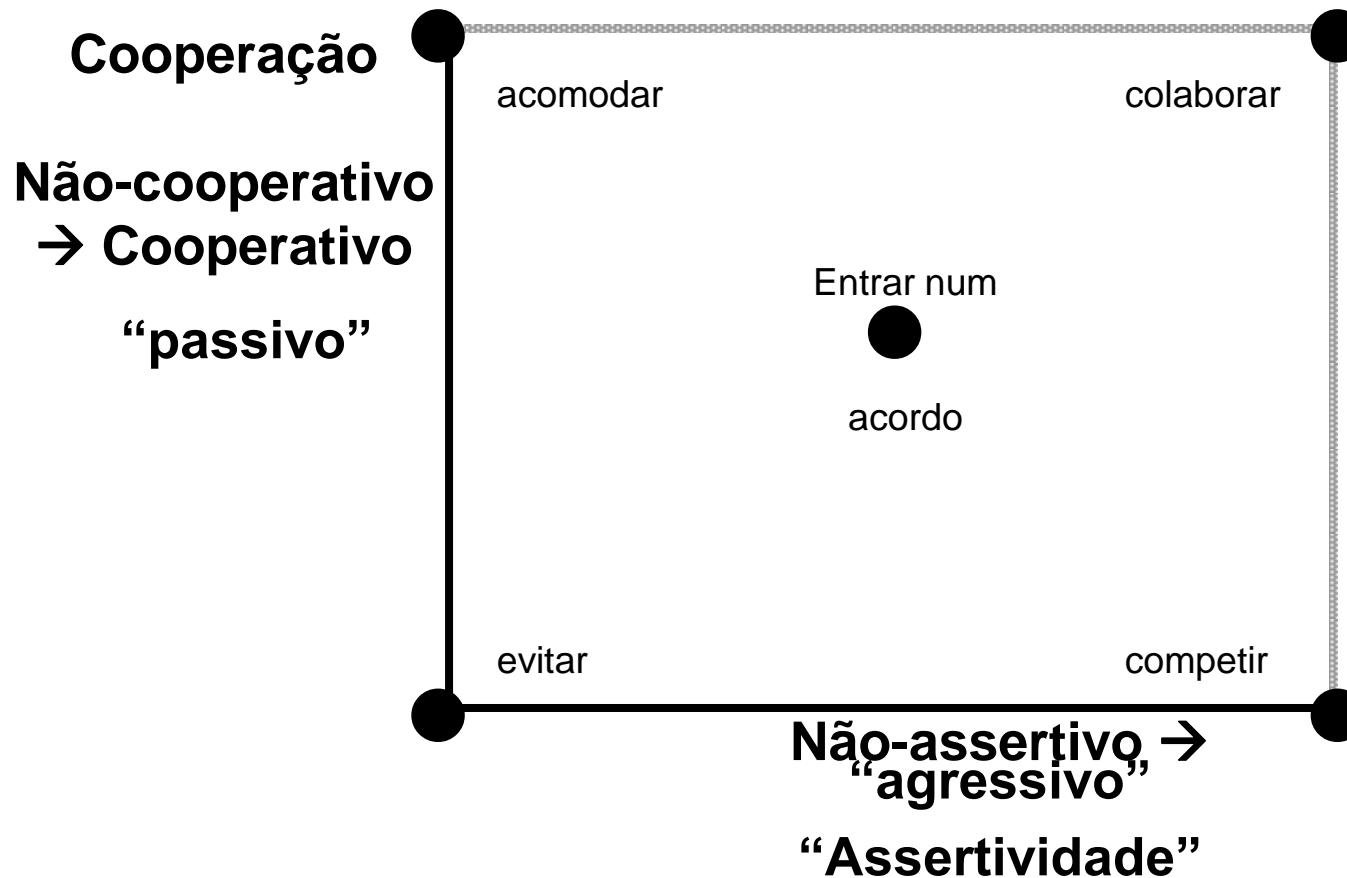 Cooperação
acomodar
colaborar
Não-cooperativo
→ Cooperativo
“passivo”
Entrar num
acordo
evitar
competir
Não-assertivo →
“agressivo”
“Assertividade”